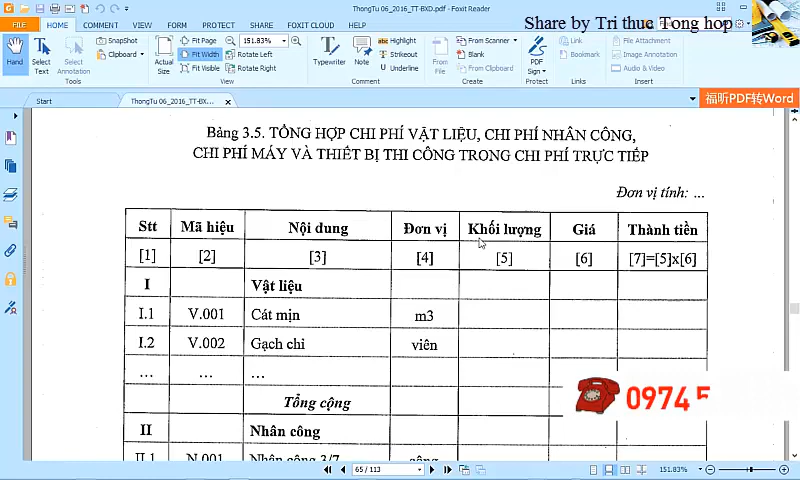 ThongTu 06_2016_TT-BXD.pdf - Foxit Reader
Share by Tri thuc Tong hop
FILE HOME COMMENT VIEW FORM PROTECT SHARE FOXIT CLOUD HELP
Hand
Select Text
Select Annotation
SnapShot
Clipboard
Tools
Actual Size
Fit Page
Fit Width
Fit Visible
151.83%
Rotate Left
Rotate Right
View
Typewriter
Note
Highlight
Strikeout
Underline
Comment
From File
From Scanner
Blank
From Clipboard
Create
PDF Sign
Protect
Link
Bookmark
Links
File Attachment
Image Annotation
Audio & Video
Insert
Start
ThongTu 06_2016_TT-BX...
福昕PDF转Word
Bảng 3.5. TỔNG HỢP CHI PHÍ VẬT LIỆU, CHI PHÍ NHÂN CÔNG,
CHI PHÍ MÁY VÀ THIẾT BỊ THI CÔNG TRONG CHI PHÍ TRỰC TIẾP
Đơn vị tính: ...
Stt Mã hiệu Nội dung Đơn vị Khối lượng Giá Thành tiền
[1] [2] [3] [4] [5] [6] [7]=[5]x[6]
I Vật liệu
I.1 V.001 Cát mịn m3
I.2 V.002 Gạch chỉ viên
... ... ...
Tổng cộng
0974 5
II Nhân công
II.1 N.001 Nhân công 3/7 công
65 / 113
151.83%